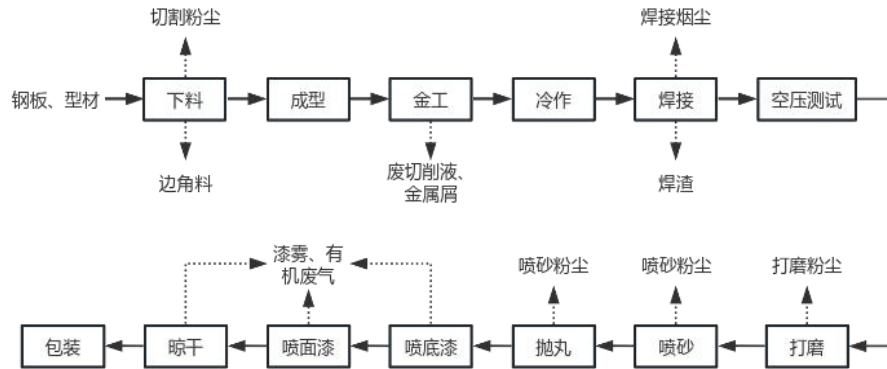 切割粉尘
焊接烟尘
钢板、型材
下料
成型
金工
冷作
焊接
空压测试
边角料
废切削液、
金属屑
焊渣
漆雾、有
机废气
喷砂粉尘
喷砂粉尘
打磨粉尘
包装
晾干
喷面漆
喷底漆
抛丸
喷砂
打磨